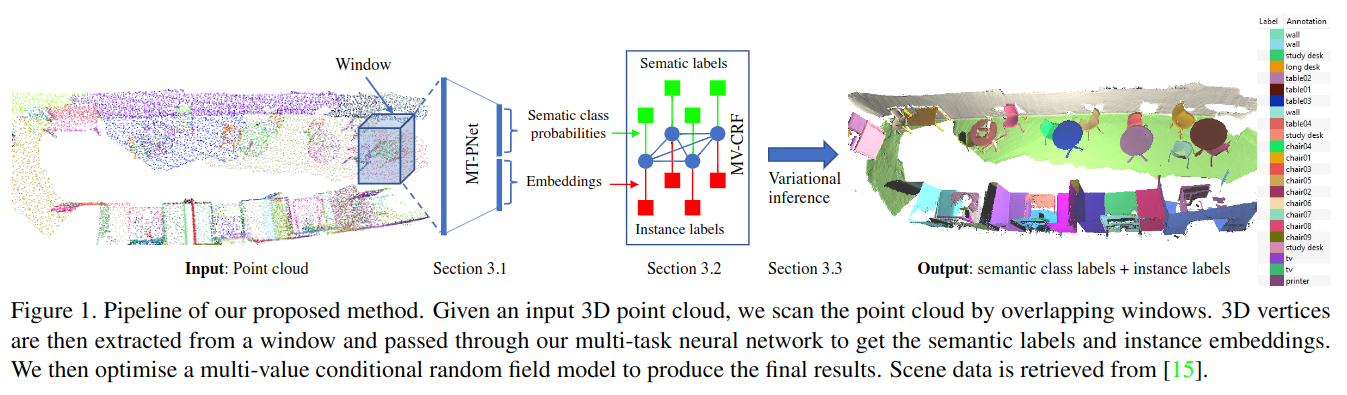 Label Annotation
wall
wall
study desk
long desk
table02
table01
table03
wall
table04
study desk
chair04
chair01
chair03
chair05
chair02
chair06
chair07
chair08
chair09
study desk
tv
tv
printer
Window
MT-PNet
Sematic class
probabilities
Embeddings
Sematic labels
MV-CRF
Instance labels
Variational
inference
Input: Point cloud
Section 3.1
Section 3.2
Section 3.3
Output: semantic class labels + instance labels
Figure 1. Pipeline of our proposed method. Given an input 3D point cloud, we scan the point cloud by overlapping windows. 3D vertices
are then extracted from a window and passed through our multi-task neural network to get the semantic labels and instance embeddings.
We then optimise a multi-value conditional random field model to produce the final results. Scene data is retrieved from [15].